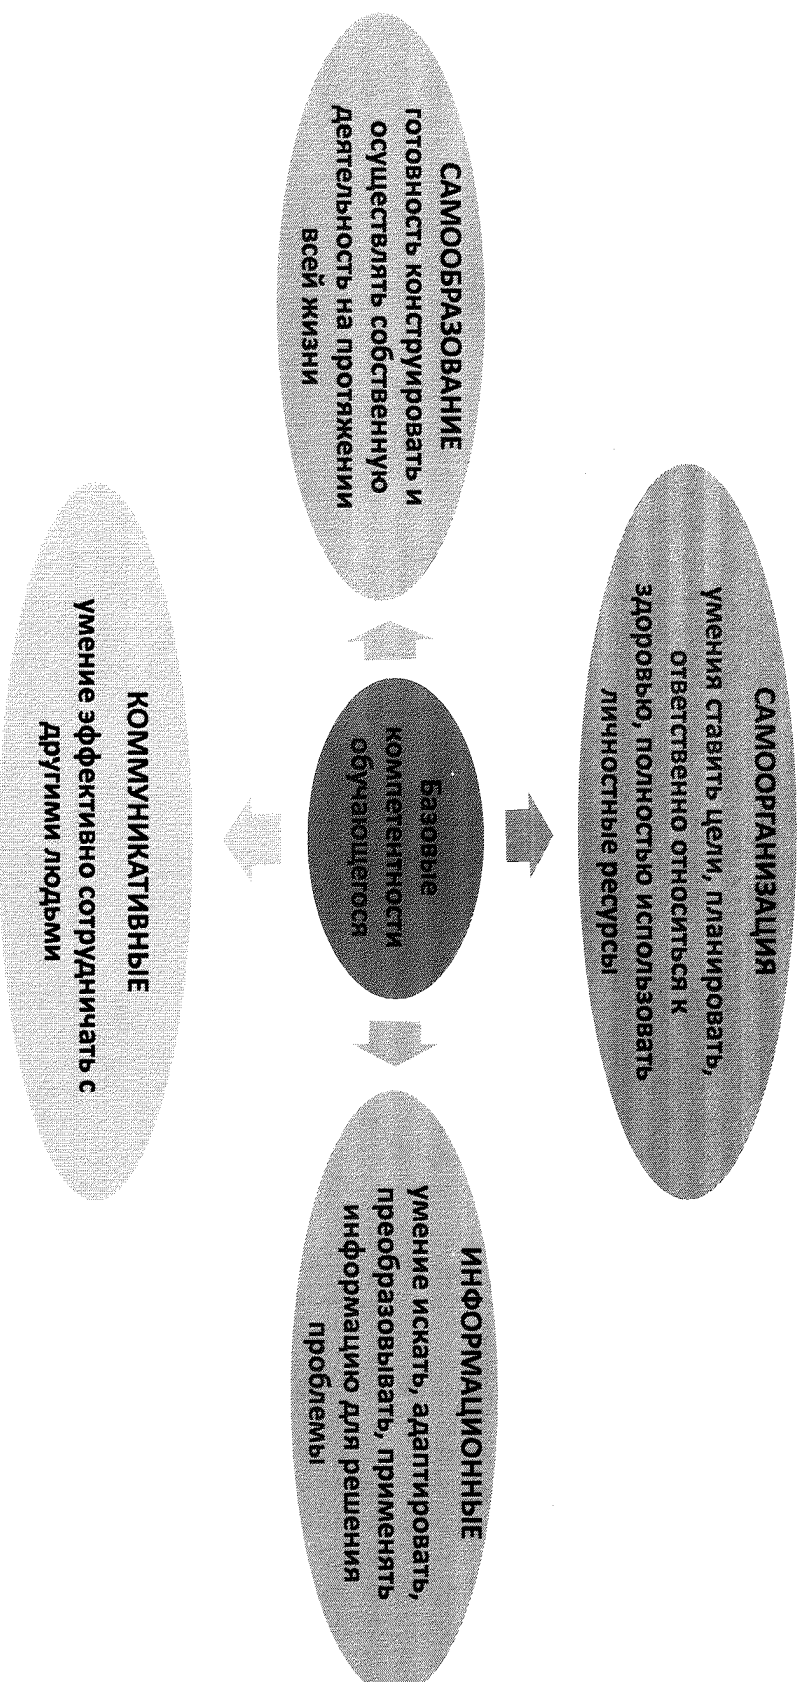 САМООРГАНИЗАЦИЯ
умения ставить цели, планировать,
ответственно относиться к
здоровью, полностью использовать
личностные ресурсы
САМООБРАЗОВАНИЕ
готовность конструировать и
осуществлять собственную
деятельность на протяжении
всей жизни
Базовые
компетентности
обучающегося
ИНФОРМАЦИОННЫЕ
умение искать, адаптировать,
преобразовывать, применять
информацию для решения
проблемы
КОММУНИКАТИВНЫЕ
умение эффективно сотрудничать с
другими людьми